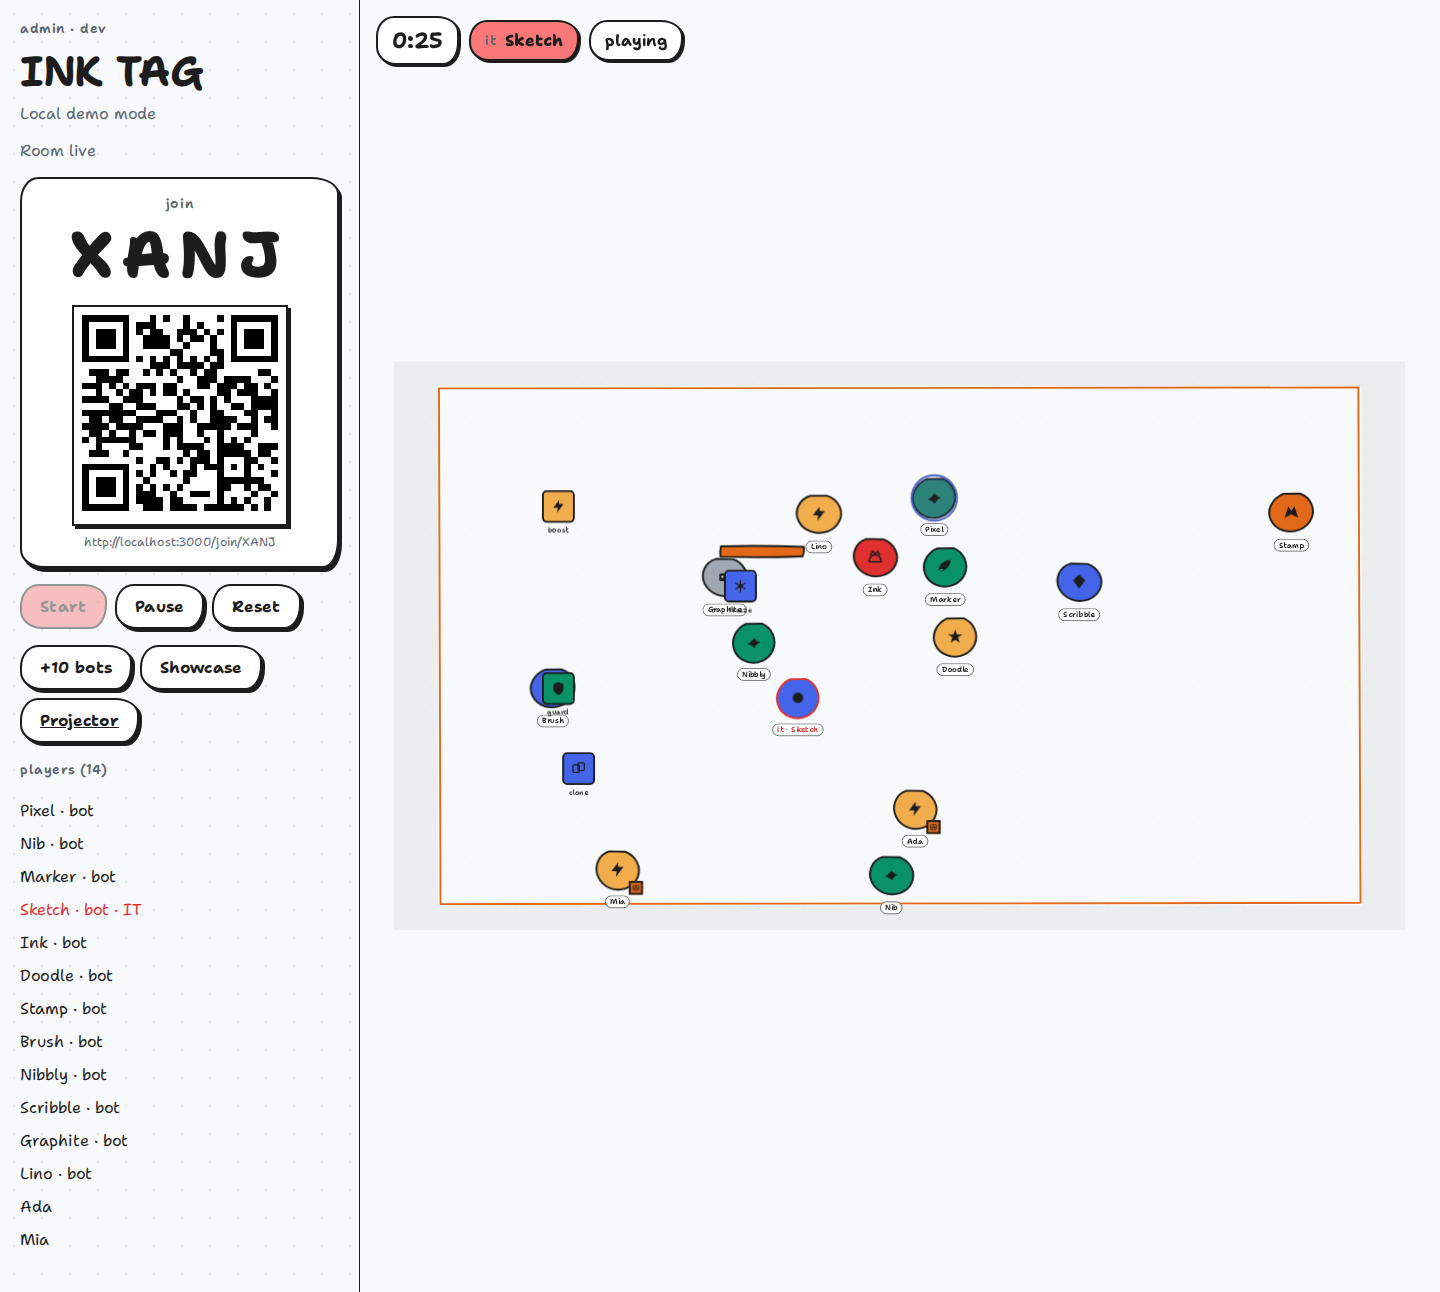 admin · dev
INK TAG
Local demo mode
Room live
join
XANJ
http://localhost:3000/join/XANJ
Start
Pause
Reset
+10 bots
Showcase
Projector
players (14)
Pixel · bot
Nib · bot
Marker · bot
Sketch · bot · IT
Ink · bot
Doodle · bot
Stamp · bot
Brush · bot
Nibbly · bot
Scribble · bot
Graphite · bot
Lino · bot
Ada
Mia
0:25
it Sketch
playing
boost
Lino
Pixel
Stamp
Ink
Marker
Scribble
Graphite
Nibbly
Doodle
guard
Brush
it · Sketch
clone
Ada
Mia
Nib